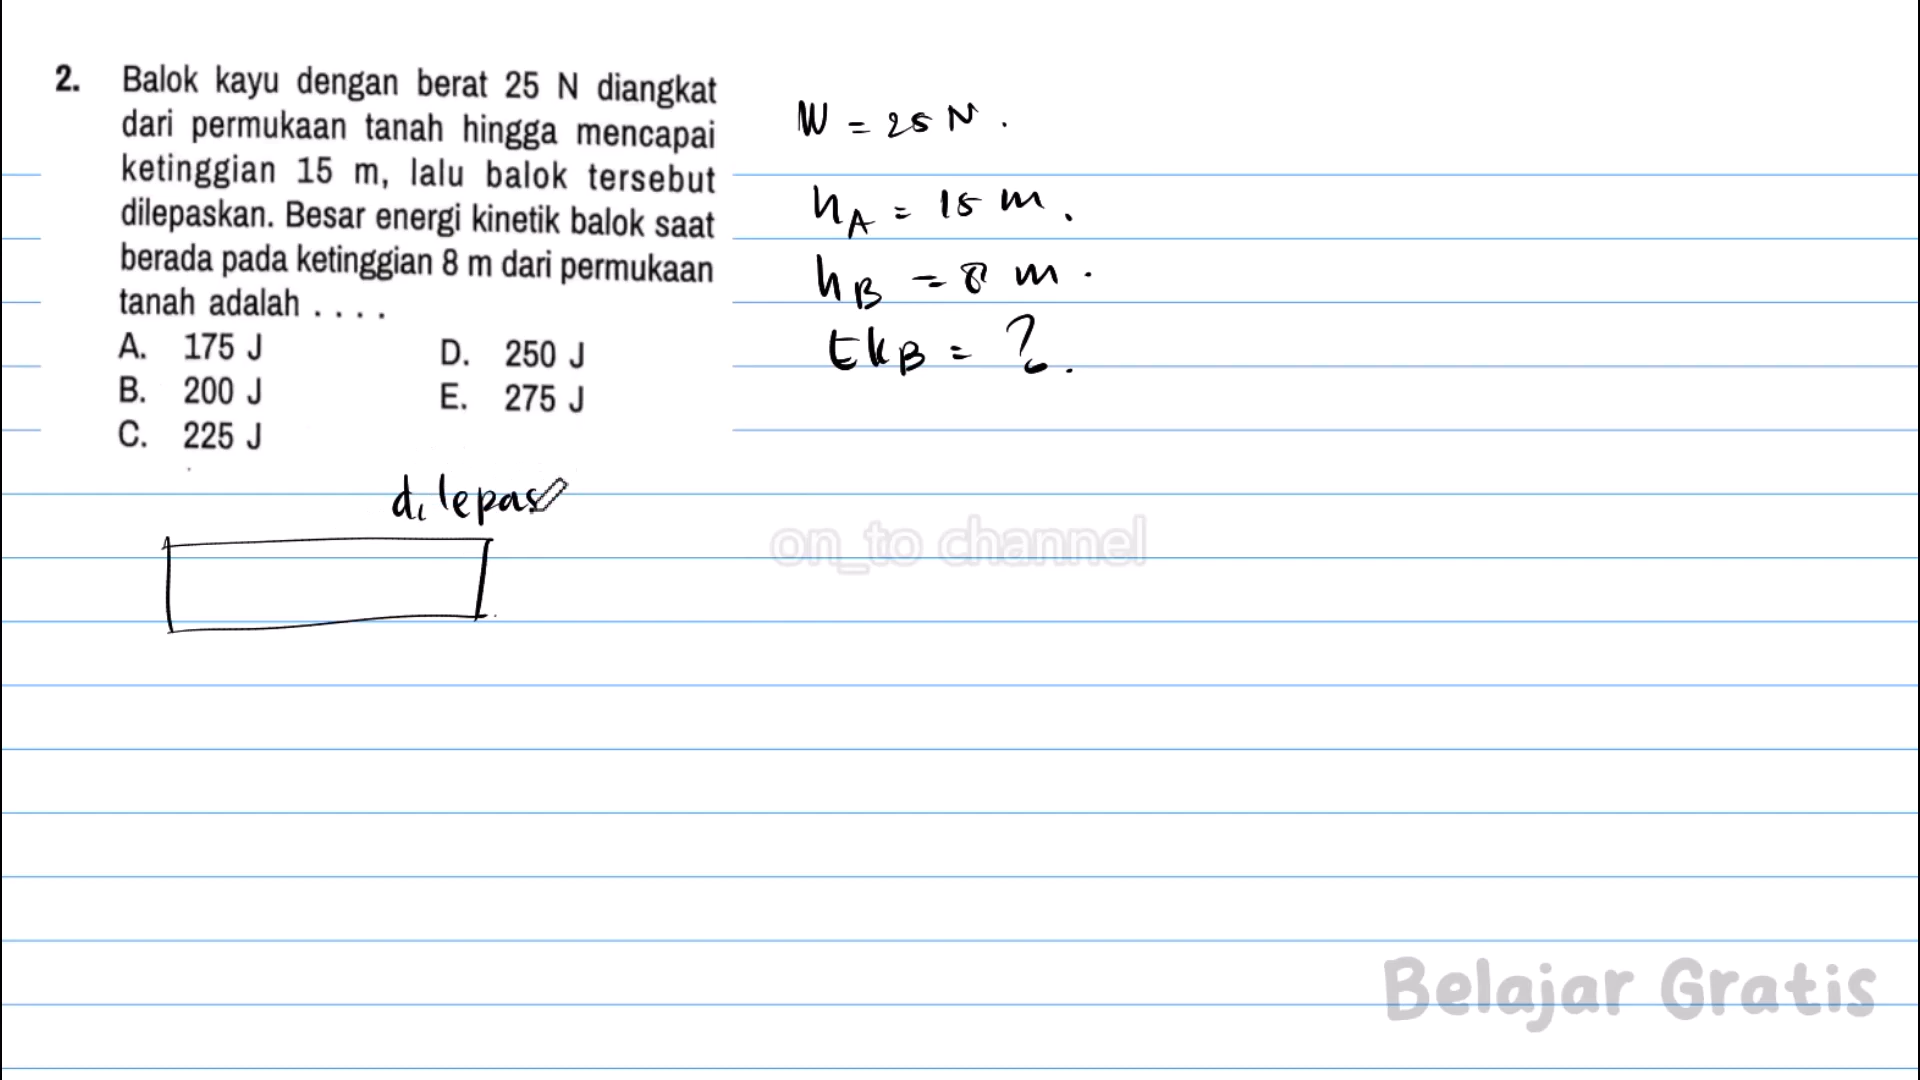 2. Balok kayu dengan berat 25 N diangkat
dari permukaan tanah hingga mencapai
ketinggian 15 m, lalu balok tersebut
dilepaskan. Besar energi kinetik balok saat
berada pada ketinggian 8 m dari permukaan
tanah adalah . . . .
A. 175 J D. 250 J
B. 200 J E. 275 J
C. 225 J
W = 25 N .
hA = 15 m .
hB = 8 m .
EkB = ? .
dilepas
on_to channel
Belajar Gratis